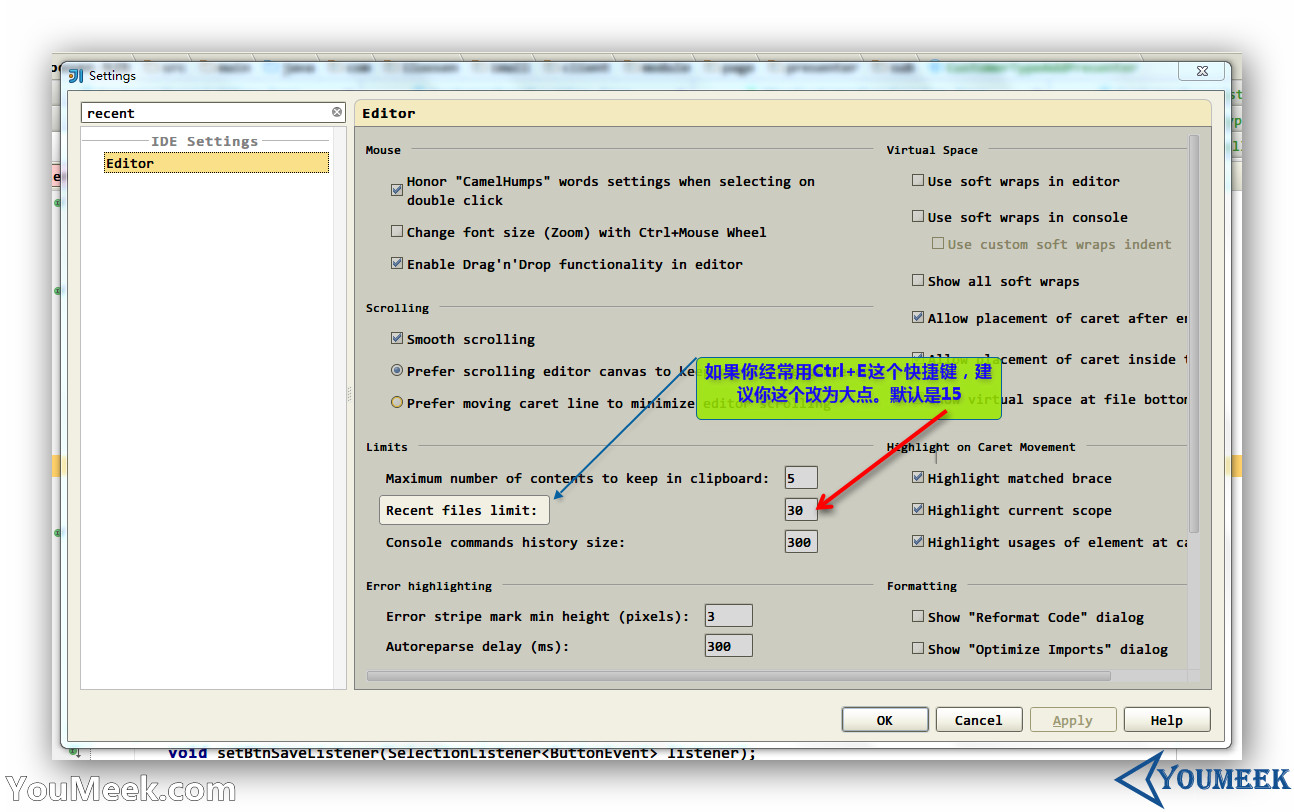 Settings
recent
IDE Settings
Editor
Editor
Mouse
Honor "CamelHumps" words settings when selecting on
double click
Change font size (Zoom) with Ctrl+Mouse Wheel
Enable Drag'n'Drop functionality in editor
Scrolling
Smooth scrolling
Prefer scrolling editor canvas to
Prefer moving caret line to minimize editor scrolling
Limits
Maximum number of contents to keep in clipboard: 5
Recent files limit: 30
Console commands history size: 300
Error highlighting
Error stripe mark min height (pixels): 3
Autoreparse delay (ms): 300
Virtual Space
Use soft wraps in editor
Use soft wraps in console
Use custom soft wraps indent
Show all soft wraps
Allow placement of caret after
Allow placement of caret inside
virtual space at file
如果你经常用Ctrl+E这个快捷键，建
议你这个改为大点。默认是15
Highlight on Caret Movement
Highlight matched brace
Highlight current scope
Highlight usages of element at
Formatting
Show "Reformat Code" dialog
Show "Optimize Imports" dialog
OK Cancel Apply Help
void setBtnSaveListener(SelectionListener<ButtonEvent> listener);
YouMeek.com
YOUMEEK